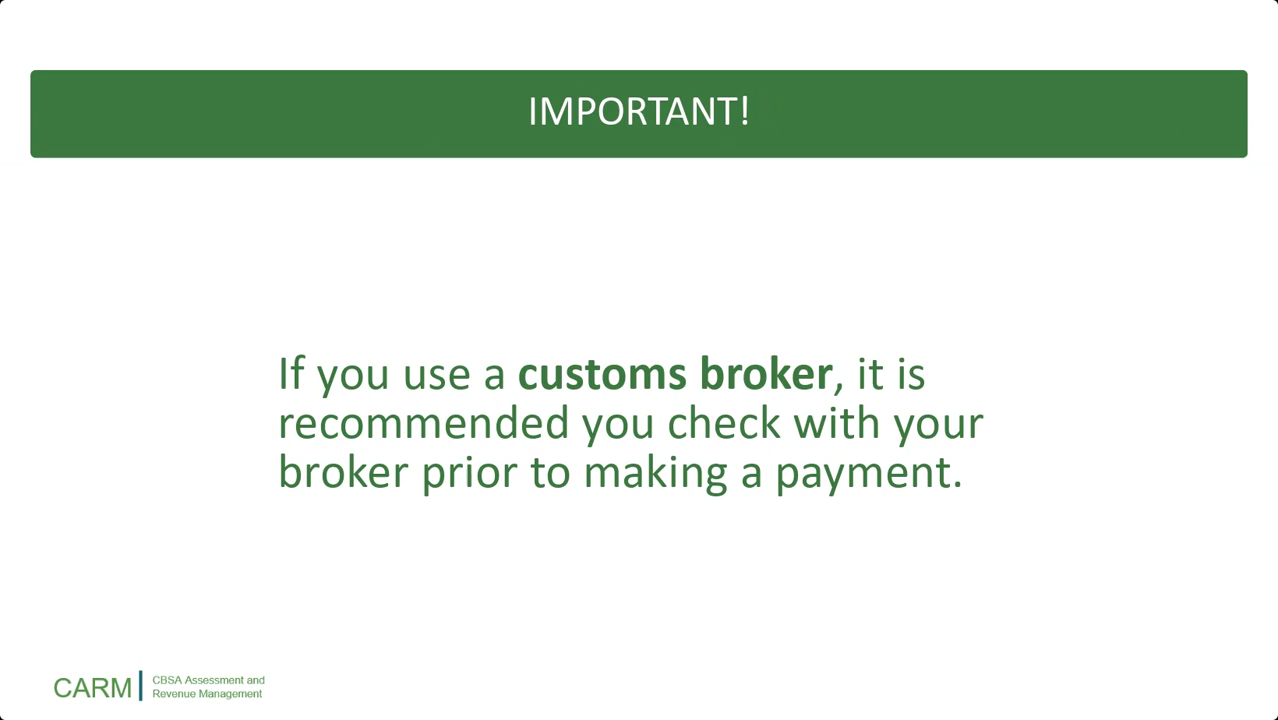 IMPORTANT!
If you use a customs broker, it is
recommended you check with your
broker prior to making a payment.
CARM
CBSA Assessment and
Revenue Management